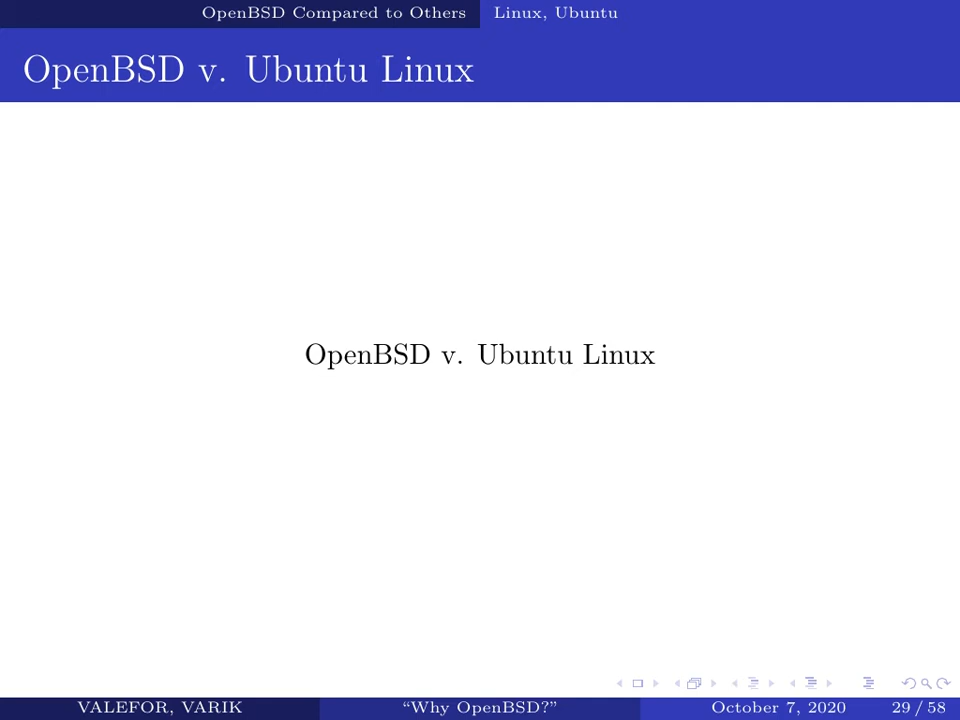 OpenBSD Compared to Others Linux, Ubuntu
OpenBSD v. Ubuntu Linux
OpenBSD v. Ubuntu Linux
VALEFOR, VARIK “Why OpenBSD?” October 7, 2020 29 / 58